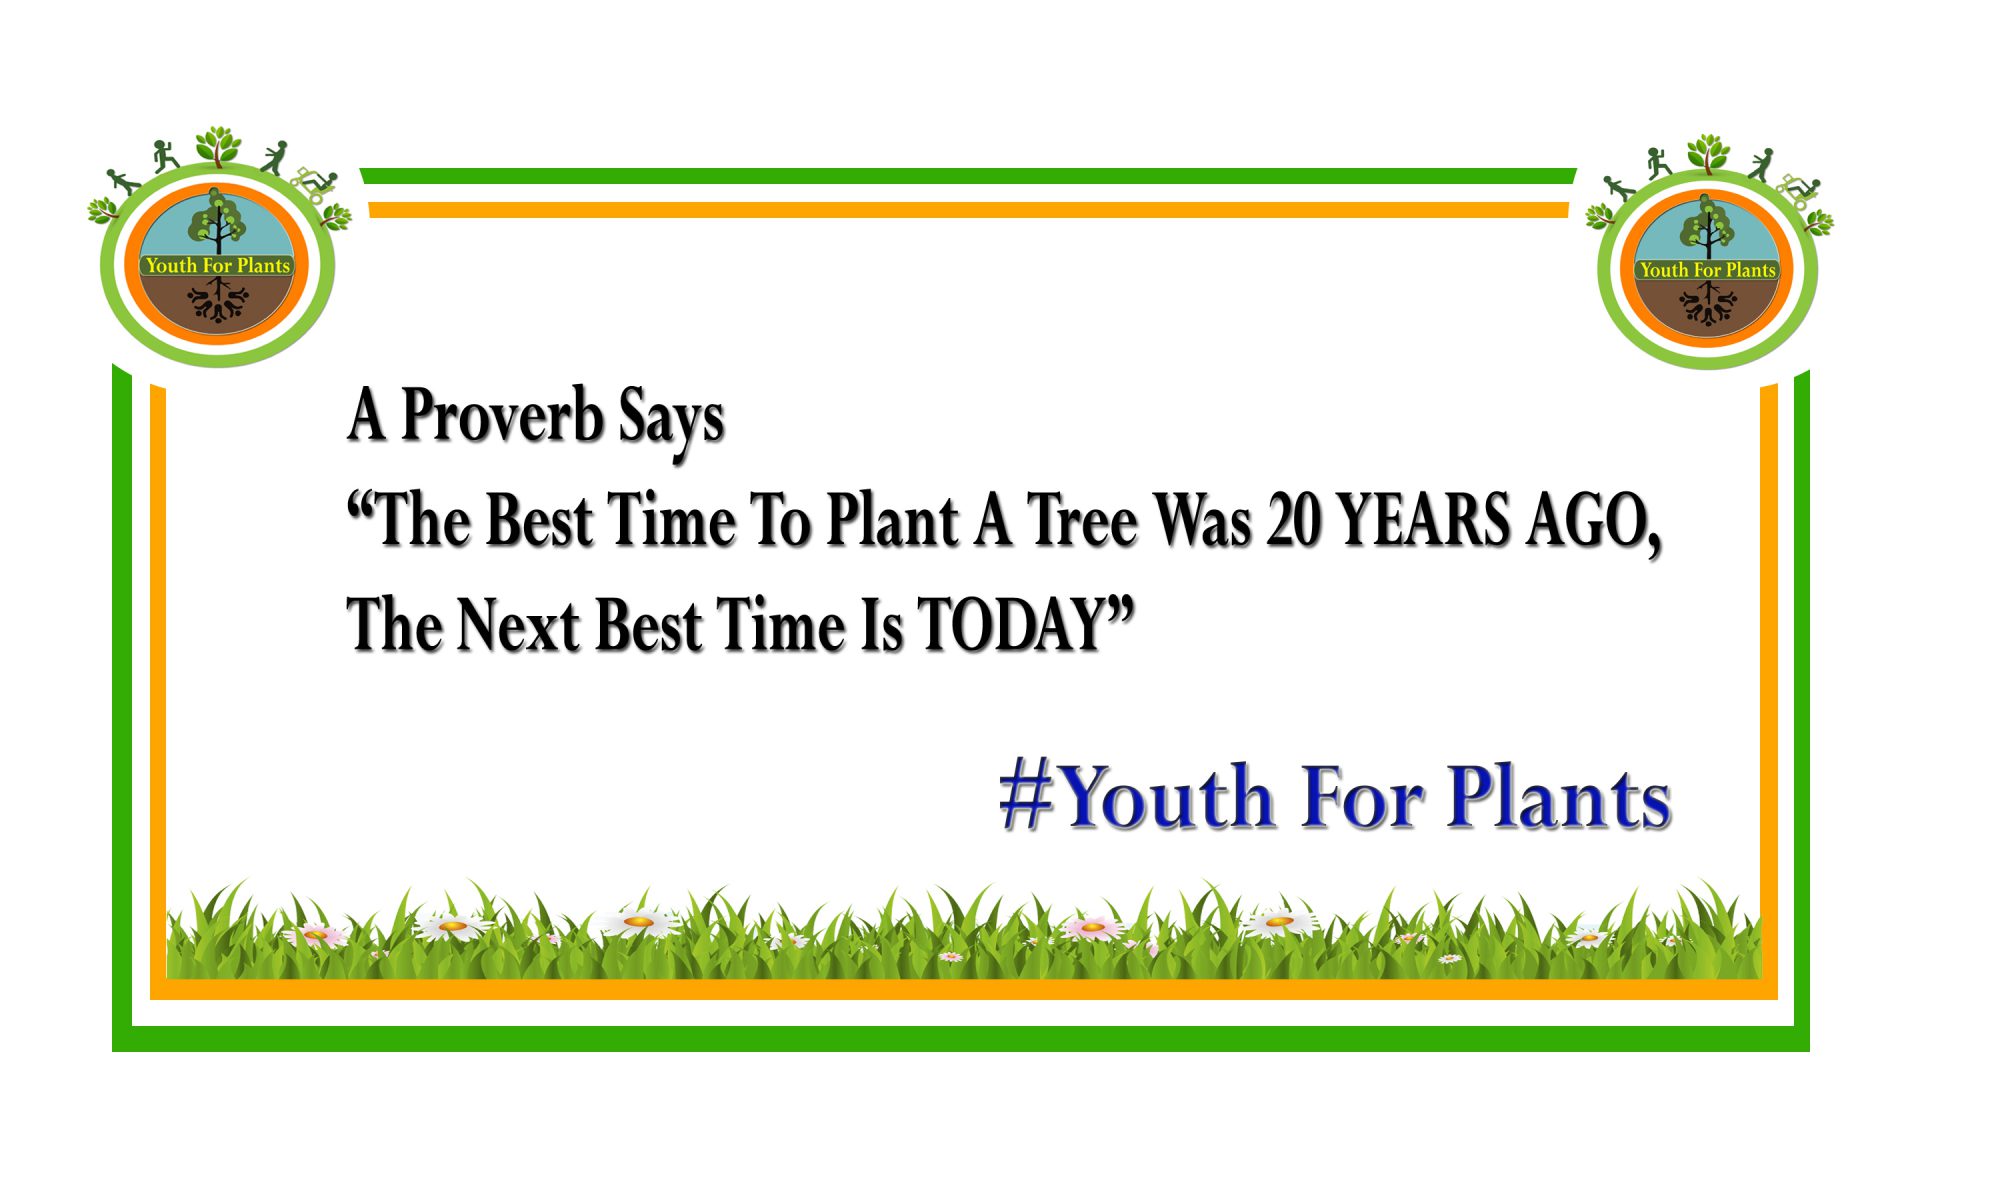 Youth For Plants
Youth For Plants
A Proverb Says
“The Best Time To Plant A Tree Was 20 YEARS AGO,
The Next Best Time Is TODAY”
#Youth For Plants